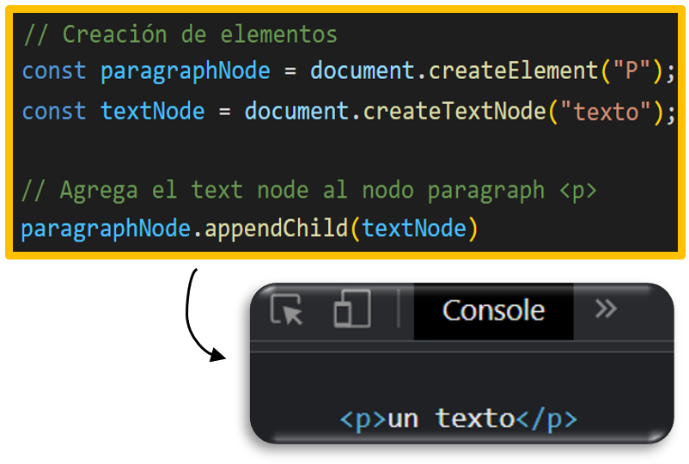 // Creación de elementos
const paragraphNode = document.createElement("P");
const textNode = document.createTextNode("texto");
// Agrega el text node al nodo paragraph <p>
paragraphNode.appendChild(textNode)
Console »
<p>un texto</p>